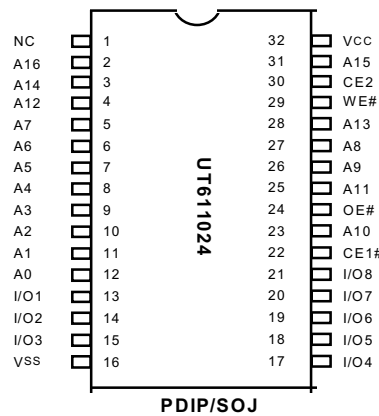 NC 1 32 VCC
A16 2 31 A15
A14 3 30 CE2
A12 4 29 WE#
A7 5 28 A13
A6 6 27 A8
A5 7 26 A9
A4 8 25 A11
A3 9 24 OE#
A2 10 23 A10
A1 11 22 CE1#
A0 12 21 I/O8
I/O1 13 20 I/O7
I/O2 14 19 I/O6
I/O3 15 18 I/O5
VSS 16 17 I/O4
UT611024
PDIP/SOJ